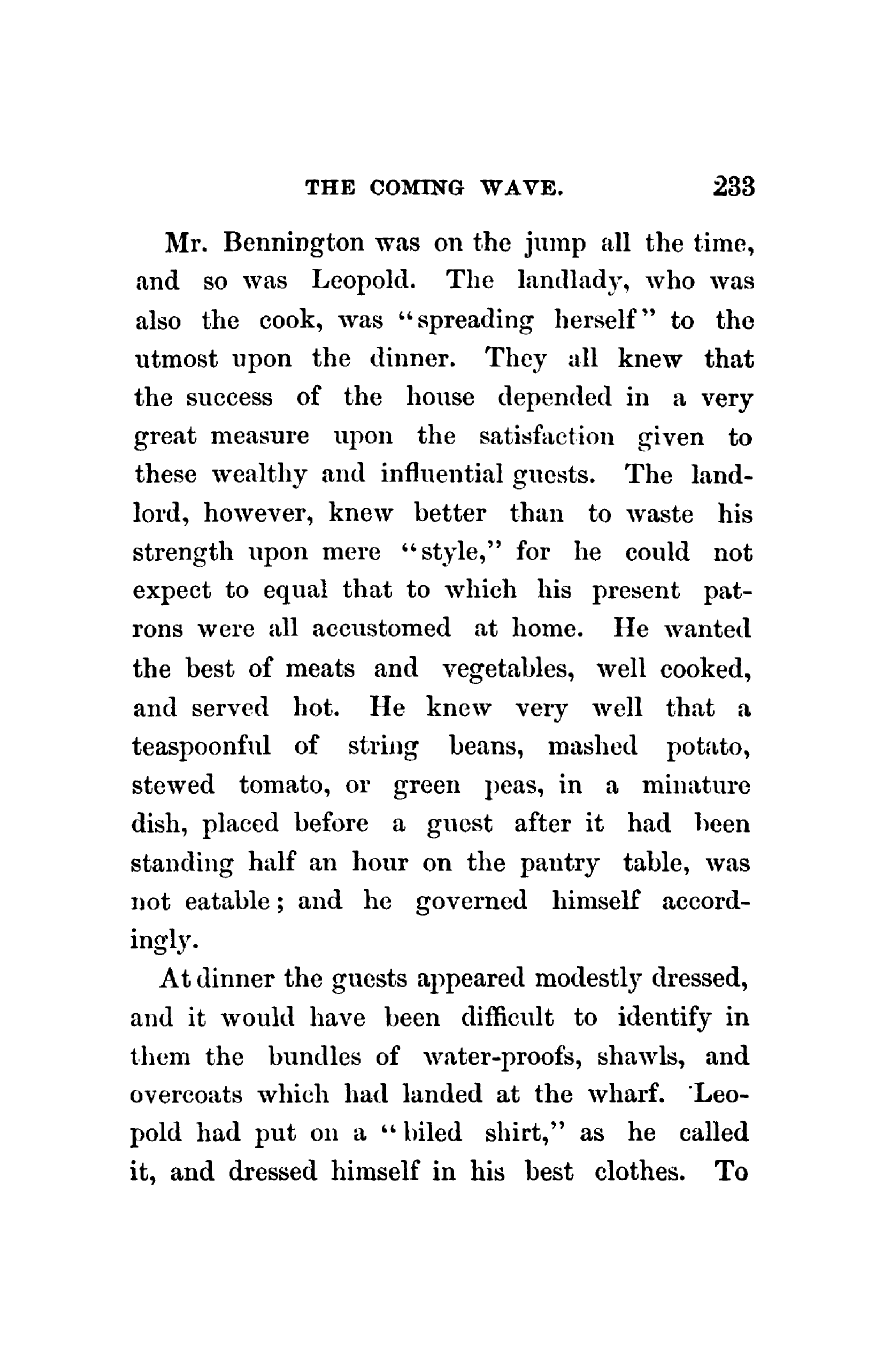 THE COMING WAVE. 233
Mr. Bennington was on the jump all the time,
and so was Leopold. The landlady, who was
also the cook, was “spreading herself” to the
utmost upon the dinner. They all knew that
the success of the house depended in a very
great measure upon the satisfaction given to
these wealthy and influential guests. The land-
lord, however, knew better than to waste his
strength upon mere “style,” for he could not
expect to equal that to which his present pat-
rons were all accustomed at home. He wanted
the best of meats and vegetables, well cooked,
and served hot. He knew very well that a
teaspoonful of string beans, mashed potato,
stewed tomato, or green peas, in a minature
dish, placed before a guest after it had been
standing half an hour on the pantry table, was
not eatable; and he governed himself accord-
ingly.
At dinner the guests appeared modestly dressed,
and it would have been difficult to identify in
them the bundles of water-proofs, shawls, and
overcoats which had landed at the wharf. Leo-
pold had put on a “biled shirt,” as he called
it, and dressed himself in his best clothes. To